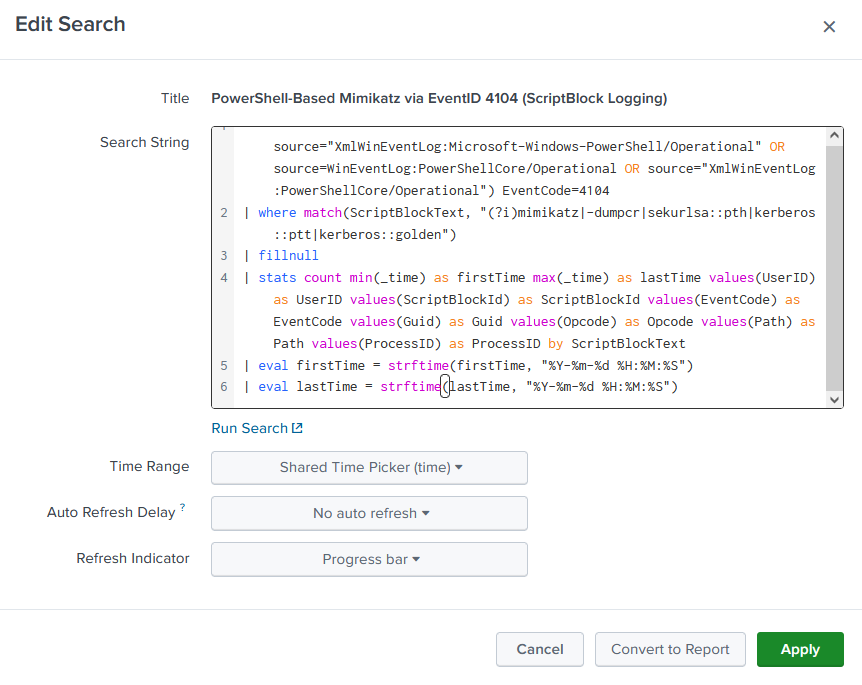 Edit Search
Title
PowerShell-Based Mimikatz via EventID 4104 (ScriptBlock Logging)
Search String
source="XmlWinEventLog:Microsoft-Windows-PowerShell/Operational" OR
source=WinEventLog:PowerShellCore/Operational OR source="XmlWinEventLog
:PowerShellCore/Operational") EventCode=4104
2 | where match(ScriptBlockText, "(?i)mimikatz|-dumpcr|sekurlsa::pth|kerberos
::ptt|kerberos::golden")
3 | fillnull
4 | stats count min(_time) as firstTime max(_time) as lastTime values(UserID)
as UserID values(ScriptBlockId) as ScriptBlockId values(EventCode) as
EventCode values(Guid) as Guid values(Opcode) as Opcode values(Path) as
Path values(ProcessID) as ProcessID by ScriptBlockText
5 | eval firstTime = strftime(firstTime, "%Y-%m-%d %H:%M:%S")
6 | eval lastTime = strftime(lastTime, "%Y-%m-%d %H:%M:%S")
Run Search
Time Range
Shared Time Picker (time)
Auto Refresh Delay ?
No auto refresh
Refresh Indicator
Progress bar
Cancel
Convert to Report
Apply